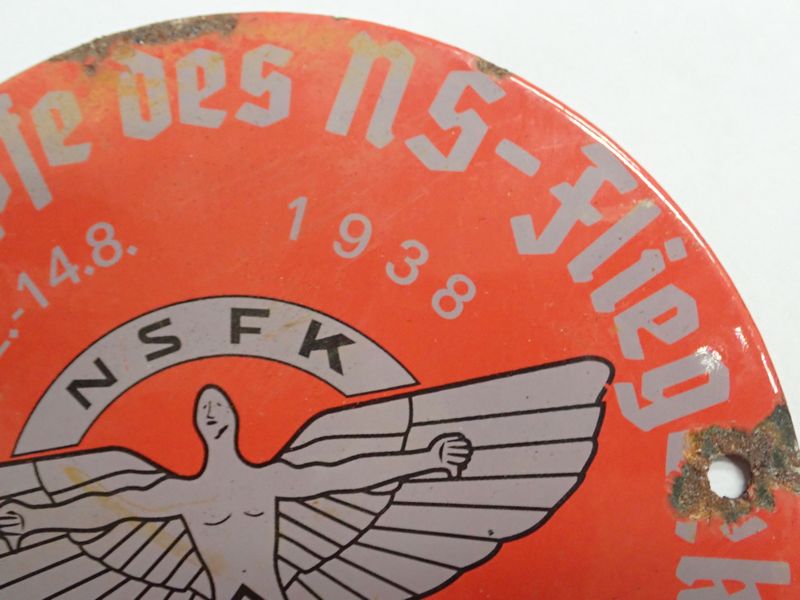 des NS-Flieg
-14.8. 1938
NSFK